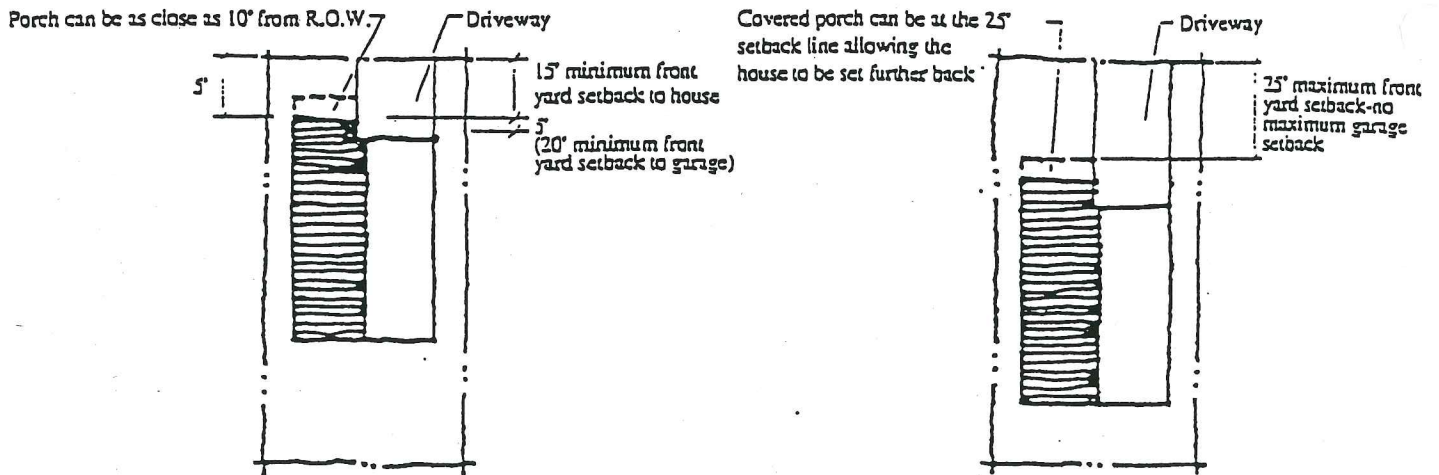 Porch can be as close as 10' from R.O.W.
Driveway
5'
15' minimum front
yard setback to house
5'
(20' minimum front
yard setback to garage)
Covered porch can be at the 25'
setback line allowing the
house to be set further back
Driveway
25' maximum front
yard setback-no
maximum garage
setback